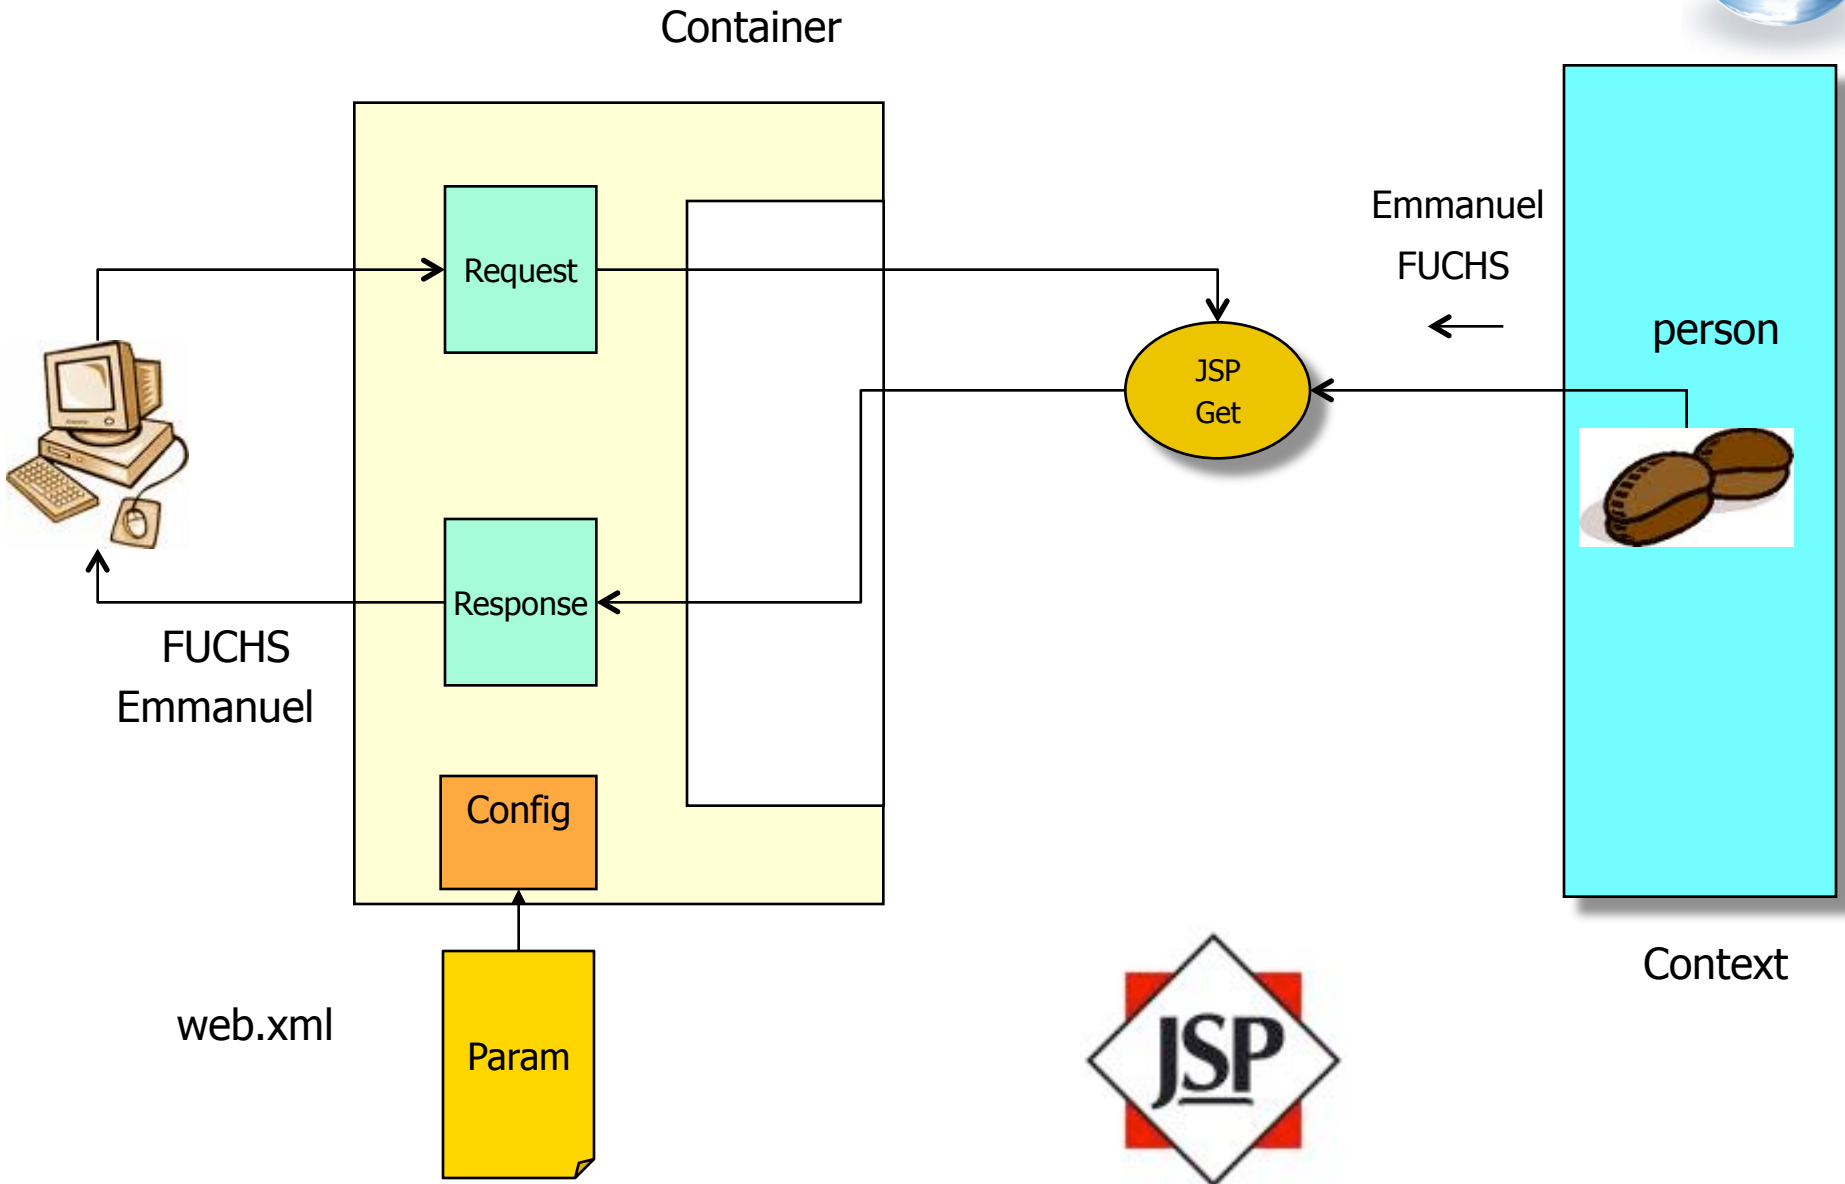 Container
Request
Emmanuel
FUCHS
person
JSP
Get
Response
FUCHS
Emmanuel
Config
Context
web.xml
Param
JSP